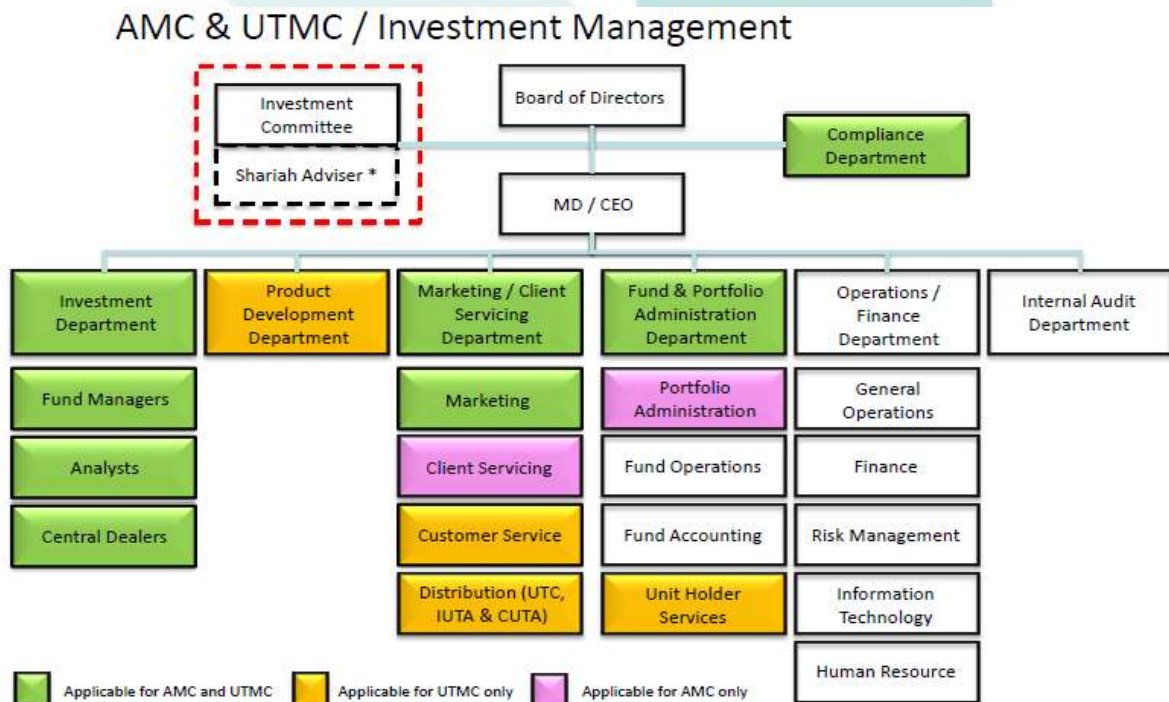 AMC & UTMC / Investment Management
Investment
Committee
Shariah Adviser *
Board of Directors
Compliance
Department
MD / CEO
Investment
Department
Product
Development
Department
Marketing / Client
Servicing
Department
Fund & Portfolio
Administration
Department
Operations /
Finance
Department
Internal Audit
Department
Fund Managers
Analysts
Central Dealers
Marketing
Client Servicing
Customer Service
Distribution (UTC,
IUTA & CUTA)
Portfolio
Administration
Fund Operations
Fund Accounting
Unit Holder
Services
General
Operations
Finance
Risk Management
Information
Technology
Human Resource
Applicable for AMC and UTMC
Applicable for UTMC only
Applicable for AMC only